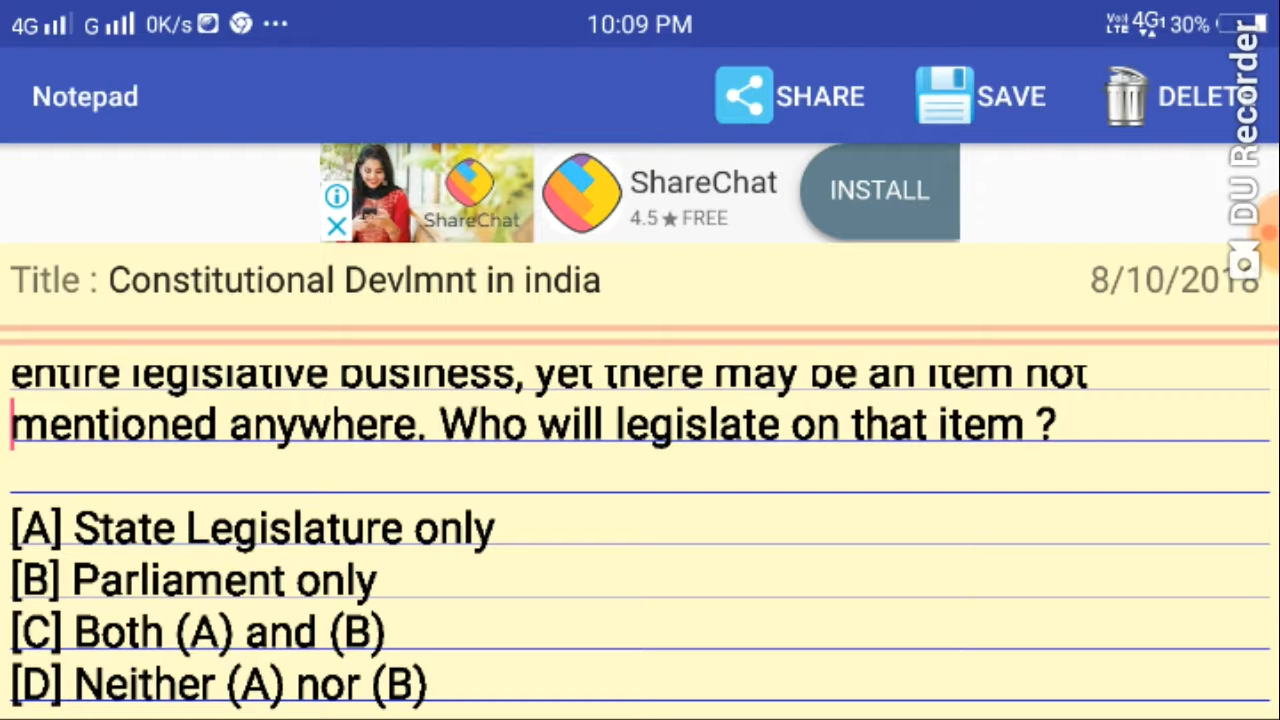 4G G 0K/s 10:09 PM VoLTE 4G 30%
Notepad SHARE SAVE DELET
ShareChat
ShareChat
4.5★FREE
INSTALL
DU Recorder
Title : Constitutional Devlmnt in india 8/10/2018
entire legislative business, yet there may be an item not
mentioned anywhere. Who will legislate on that item ?
[A] State Legislature only
[B] Parliament only
[C] Both (A) and (B)
[D] Neither (A) nor (B)